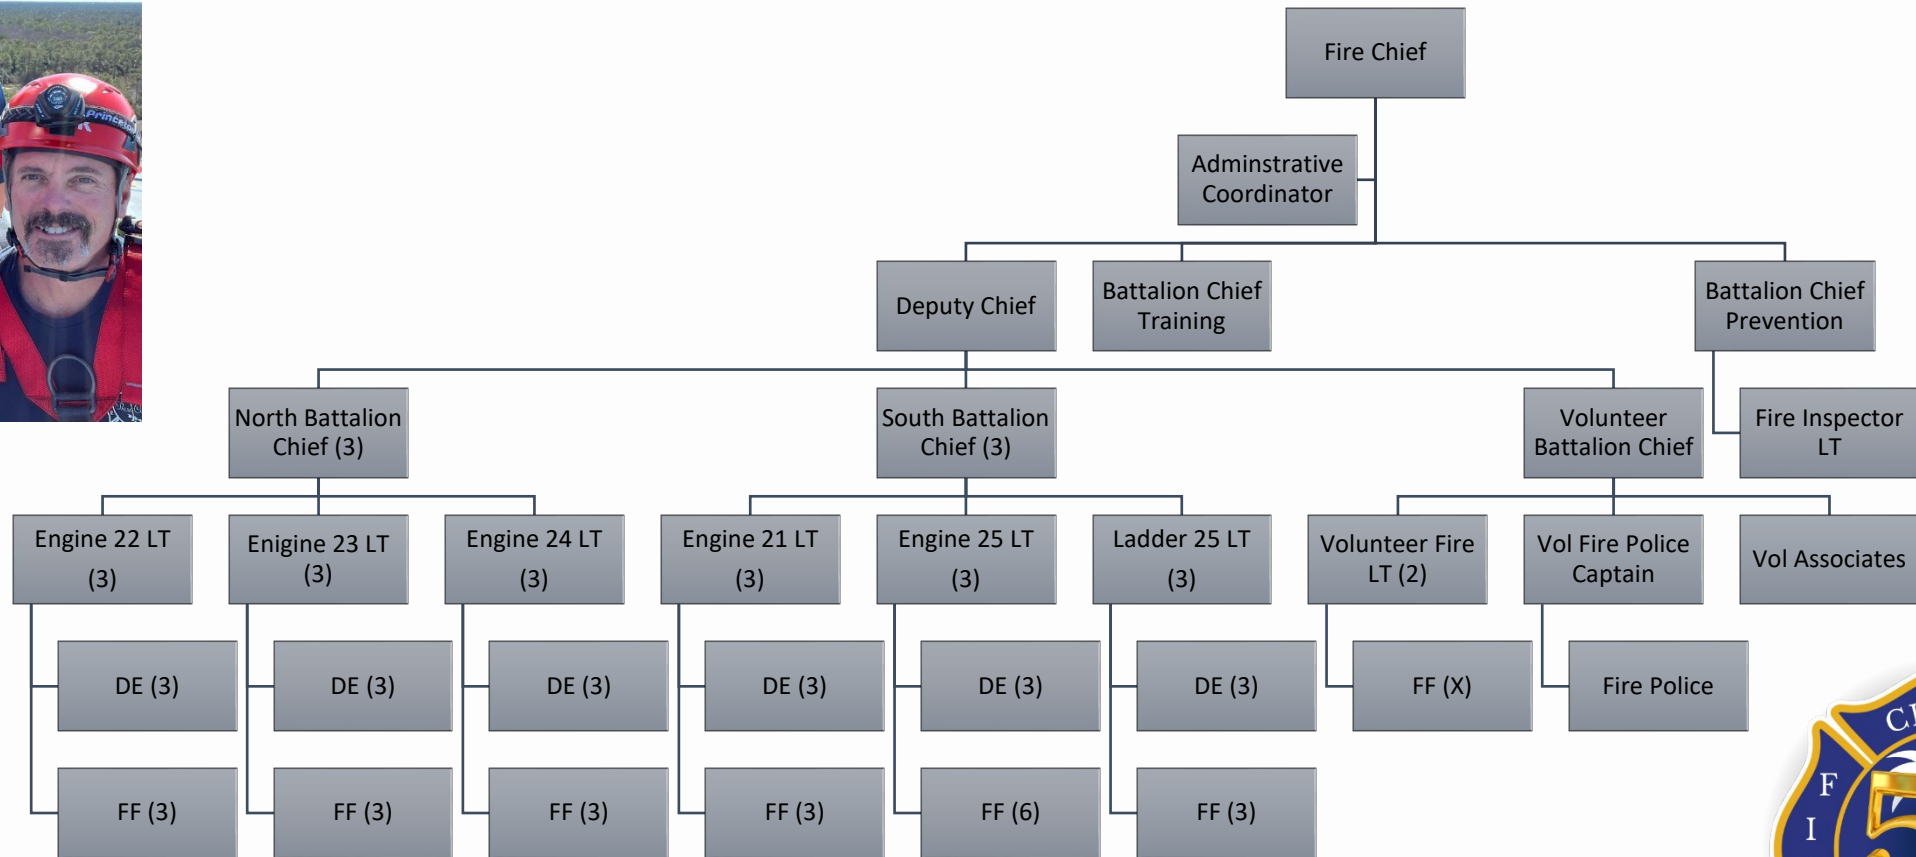 Fire Chief
Adminstrative
Coordinator
Deputy Chief
Battalion Chief
Training
Battalion Chief
Prevention
North Battalion
Chief (3)
South Battalion
Chief (3)
Volunteer
Battalion Chief
Fire Inspector
LT
Engine 22 LT
(3)
Enigine 23 LT
(3)
Engine 24 LT
(3)
Engine 21 LT
(3)
Engine 25 LT
(3)
Ladder 25 LT
(3)
Volunteer Fire
LT (2)
Vol Fire Police
Captain
Vol Associates
DE (3)
DE (3)
DE (3)
DE (3)
DE (3)
DE (3)
FF (X)
Fire Police
FF (3)
FF (3)
FF (3)
FF (3)
FF (6)
FF (3)